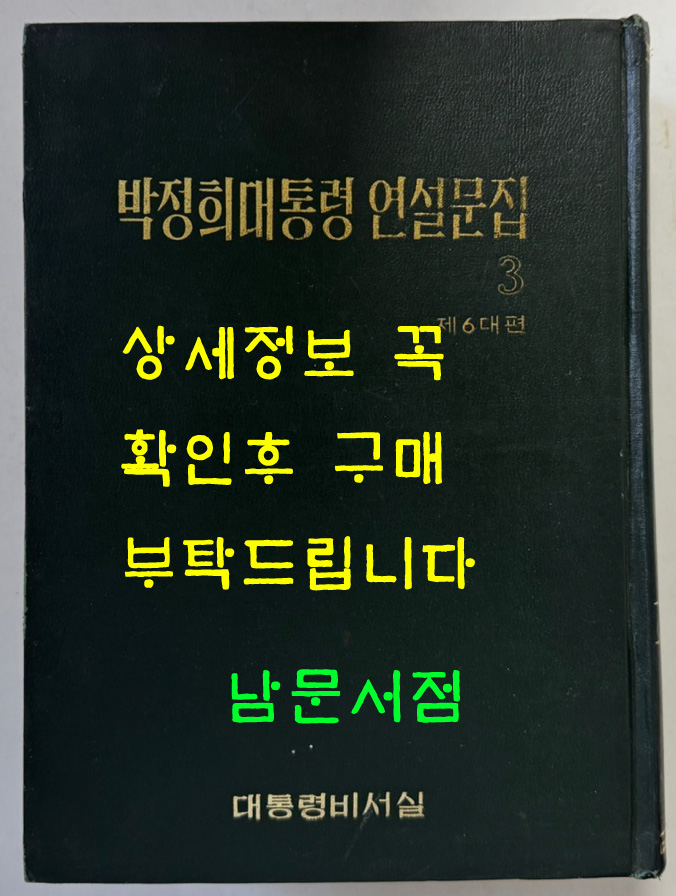 박정희대통령 연설문집
3
제6대편
상세정보 꼭
확인후 구매
부탁드립니다
남문서점
대통령비서실